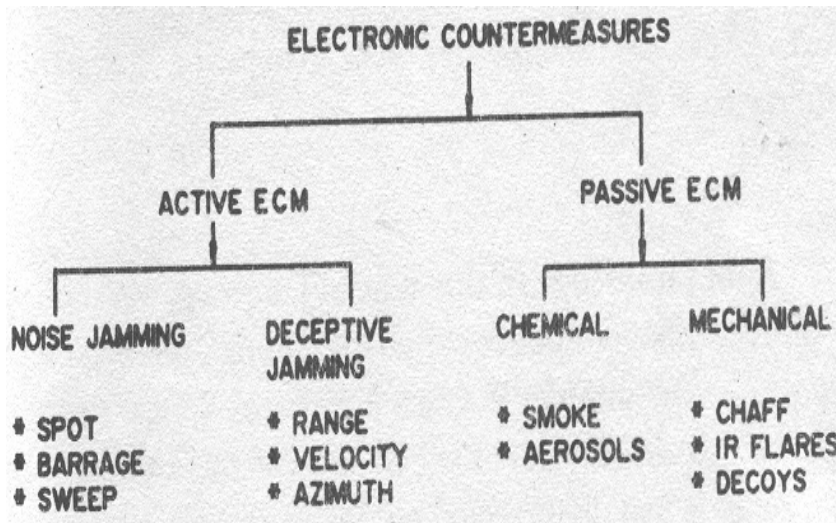 ELECTRONIC COUNTERMEASURES
ACTIVE ECM
PASSIVE ECM
NOISE JAMMING
DECEPTIVE
JAMMING
CHEMICAL
MECHANICAL
* SPOT
* BARRAGE
* SWEEP
* RANGE
* VELOCITY
* AZIMUTH
* SMOKE
* AEROSOLS
* CHAFF
* IR FLARES
* DECOYS